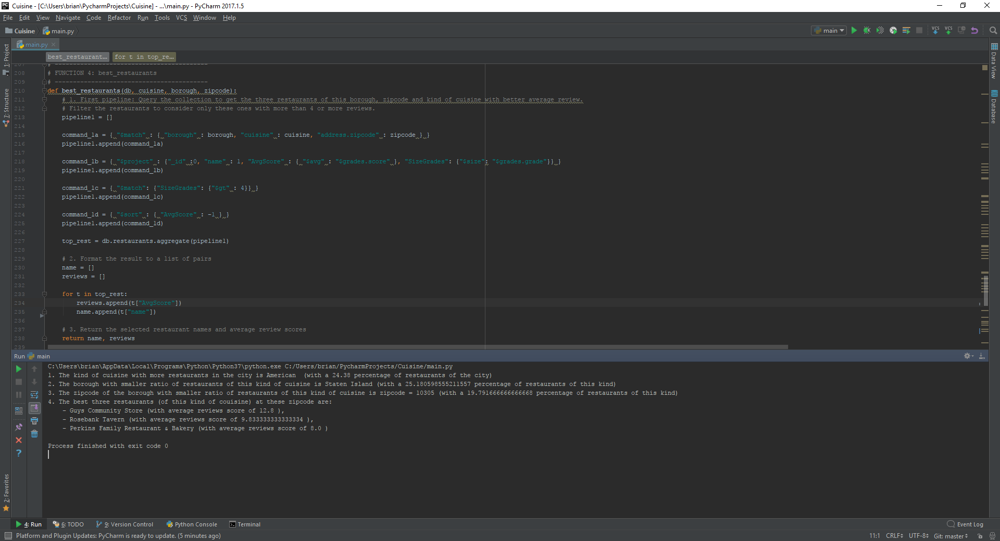 Cuisine - [C:\Users\brian\PycharmProjects\Cuisine] - ...\main.py - PyCharm 2017.1.5
File Edit View Navigate Code Refactor Run Tools VCS Window Help
Cuisine main.py main VCS VCS
main.py
best_restaurant... for t in top_re...
1: Project
7: Structure
2: Favorites
Data View
Database
207 # ------------------------------------------
208 # FUNCTION 4: best_restaurants
209 # ------------------------------------------
210 def best_restaurants(db, cuisine, borough, zipcode):
211 # 1. First pipeline: Query the collection to get the three restaurants of this borough, zipcode and kind of cuisine with better average review.
212 # Filter the restaurants to consider only these ones with more than 4 or more reviews.
213 pipeline1 = []
214
215 command_1a = { "$match" : { "borough" : borough, "cuisine" : cuisine, "address.zipcode" : zipcode } }
216 pipeline1.append(command_1a)
217
218 command_1b = { "$project" : {"_id" :0, "name" : 1, "AvgScore" : { "$avg" : "$grades.score" }, "SizeGrades": {"$size": "$grades.grade"}} }
219 pipeline1.append(command_1b)
220
221 command_1c = { "$match": {"SizeGrades": {"$gt" : 4}} }
222 pipeline1.append(command_1c)
223
224 command_1d = { "$sort" : { "AvgScore" : -1 } }
225 pipeline1.append(command_1d)
226
227 top_rest = db.restaurants.aggregate(pipeline1)
228
229 # 2. Format the result to a list of pairs
230 name = []
231 reviews = []
232
233 for t in top_rest:
234 reviews.append(t["AvgScore"])
235 name.append(t["name"])
236
237 # 3. Return the selected restaurant names and average review scores
238 return name, reviews
239
Run main
C:\Users\brian\AppData\Local\Programs\Python\Python37\python.exe C:/Users/brian/PycharmProjects/Cuisine/main.py
1. The kind of cuisine with more restaurants in the city is American  (with a 24.38 percentage of restaurants of the city)
2. The borough with smaller ratio of restaurants of this kind of cuisine is Staten Island (with a 25.180598555211557 percentage of restaurants of this kind)
3. The zipcode of the borough with smaller ratio of restaurants of this kind of cuisine is zipcode = 10305 (with a 19.791666666666668 percentage of restaurants of this kind)
4. The best three restaurants (of this kind of couisine) at these zipcode are:
- Guys Community Store (with average reviews score of 12.8 ),
- Rosebank Tavern (with average reviews score of 9.833333333333334 ),
- Perkins Family Restaurant & Bakery (with average reviews score of 8.0 )
Process finished with exit code 0
4: Run 6: TODO 9: Version Control Python Console Terminal Event Log
Platform and Plugin Updates: PyCharm is ready to update. (5 minutes ago) 11:1 CRLF UTF-8 Git: master